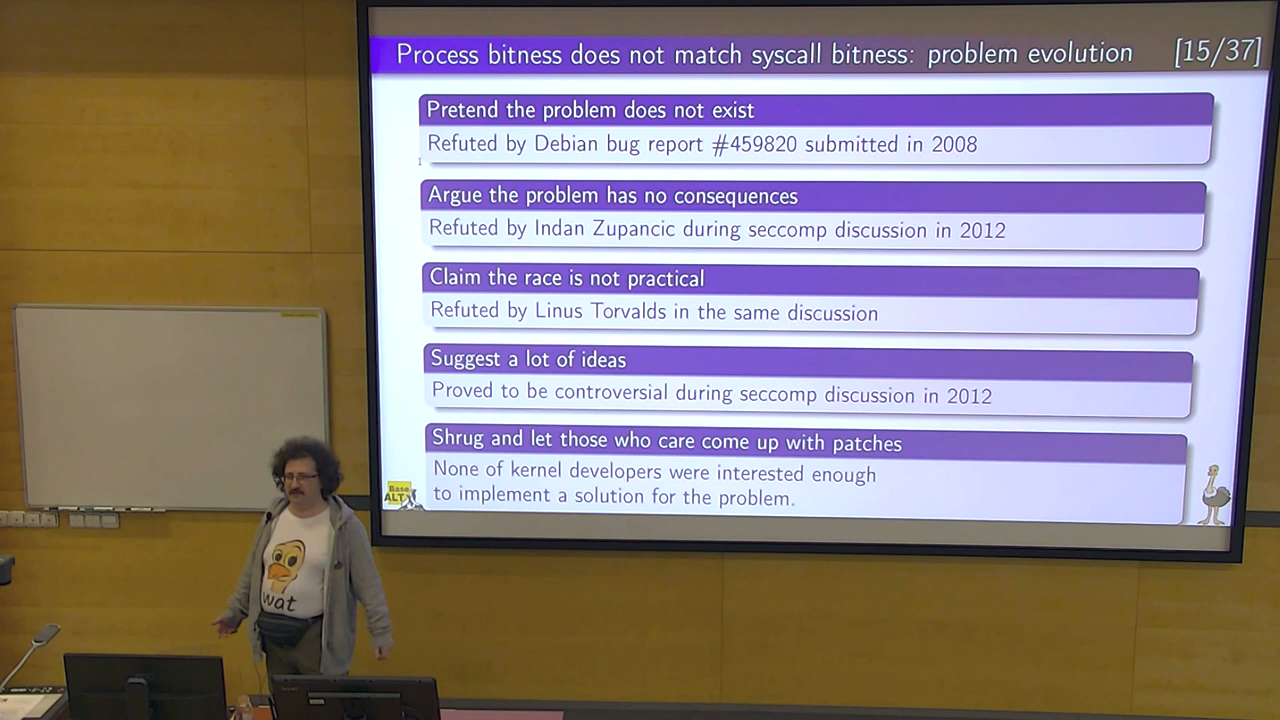 Process bitness does not match syscall bitness: problem evolution [15/37]
Pretend the problem does not exist
Refuted by Debian bug report #459820 submitted in 2008
Argue the problem has no consequences
Refuted by Indan Zupancic during seccomp discussion in 2012
Claim the race is not practical
Refuted by Linus Torvalds in the same discussion
Suggest a lot of ideas
Proved to be controversial during seccomp discussion in 2012
Shrug and let those who care come up with patches
None of kernel developers were interested enough
to implement a solution for the problem.
Base
ALT
wat